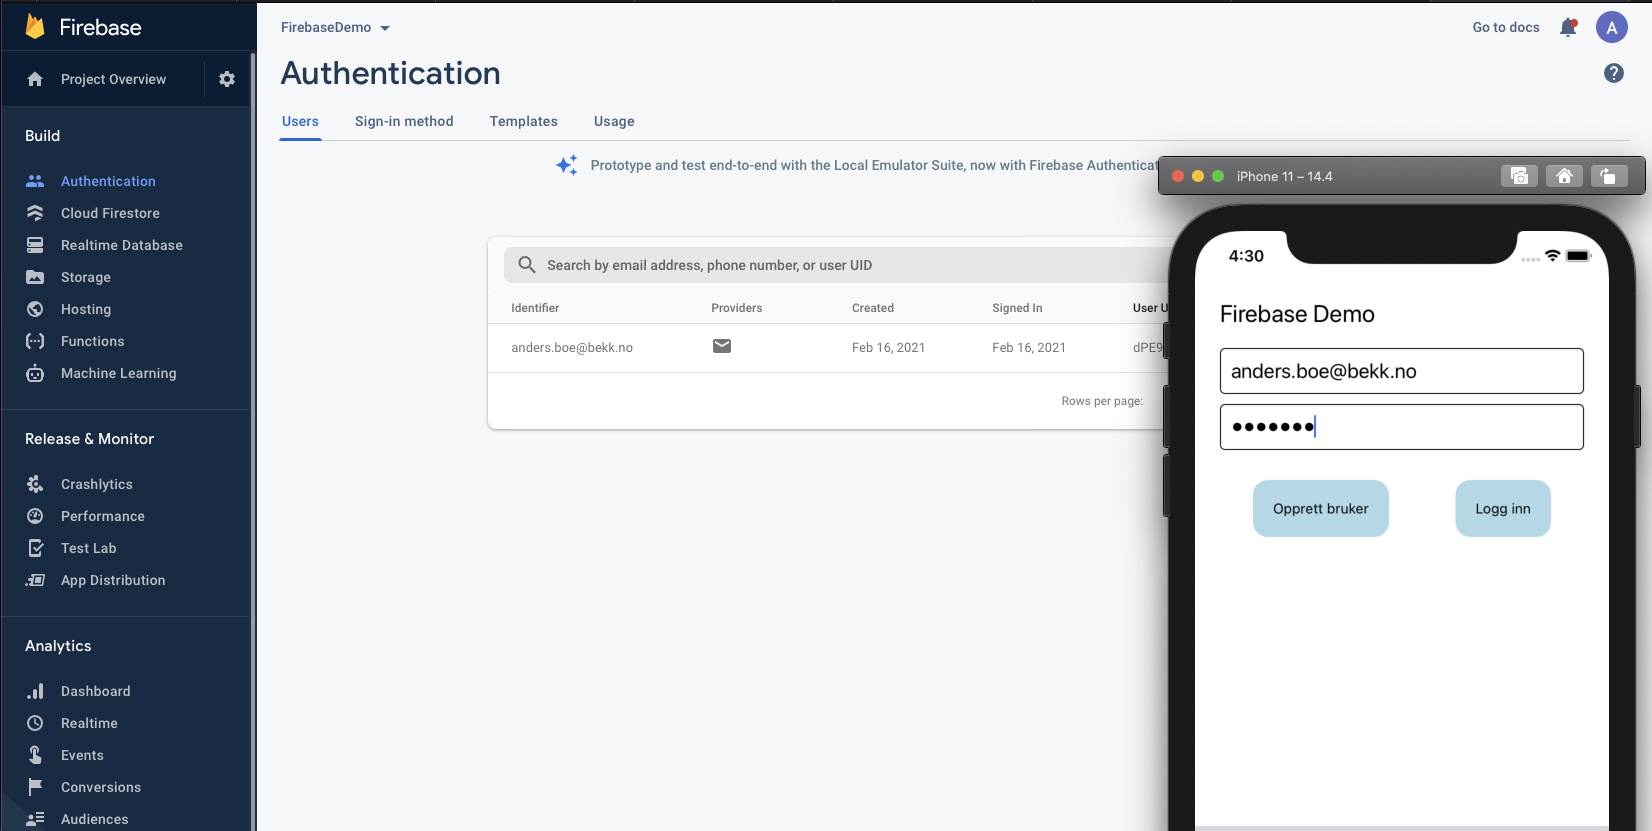 Firebase
Project Overview
Build
Authentication
Cloud Firestore
Realtime Database
Storage
Hosting
Functions
Machine Learning
Release & Monitor
Crashlytics
Performance
Test Lab
App Distribution
Analytics
Dashboard
Realtime
Events
Conversions
Audiences
FirebaseDemo
Go to docs
A
Authentication
?
Users Sign-in method Templates Usage
Prototype and test end-to-end with the Local Emulator Suite, now with Firebase Authenticat
Search by email address, phone number, or user UID
Identifier Providers Created Signed In User U
anders.boe@bekk.no Feb 16, 2021 Feb 16, 2021 dPE9
Rows per page:
iPhone 11 – 14.4
4:30
Firebase Demo
anders.boe@bekk.no
•••••••
Opprett bruker Logg inn